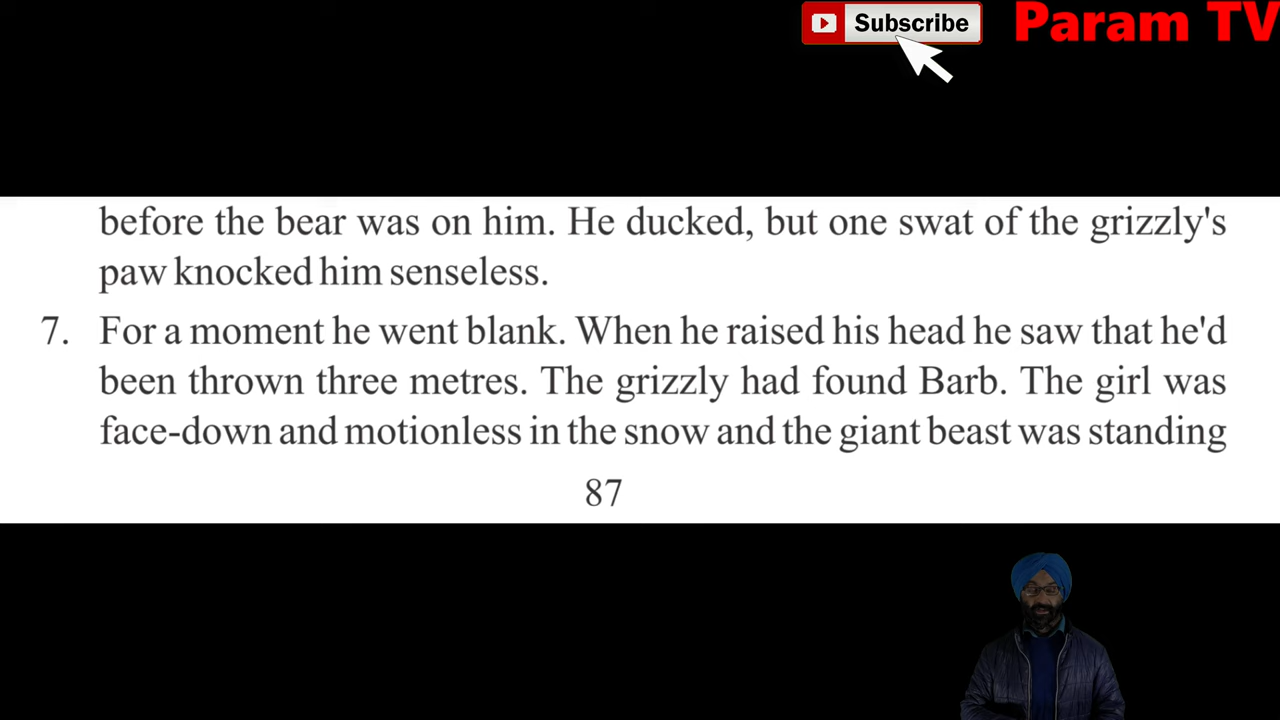 Subscribe
Param TV
before the bear was on him. He ducked, but one swat of the grizzly's
paw knocked him senseless.
7. For a moment he went blank. When he raised his head he saw that he'd
been thrown three metres. The grizzly had found Barb. The girl was
face-down and motionless in the snow and the giant beast was standing
87